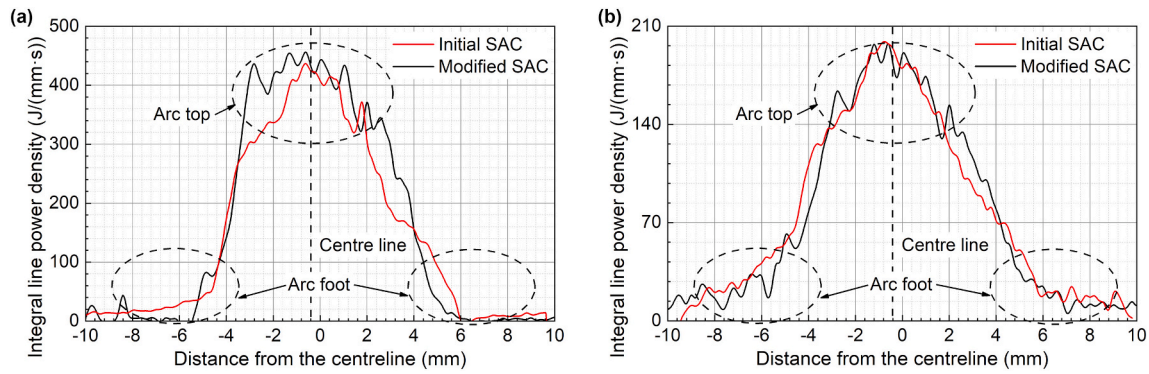 (a)
Integral line power density (J/(mm·s))
500
400
300
200
100
0
Initial SAC
Modified SAC
Arc top
Centre line
Arc foot
-10 -8 -6 -4 -2 0 2 4 6 8 10
Distance from the centreline (mm)
(b)
Integral line power density (J/(mm·s))
210
140
70
0
Initial SAC
Modified SAC
Arc top
Centre line
Arc foot
-10 -8 -6 -4 -2 0 2 4 6 8 10
Distance from the centreline (mm)